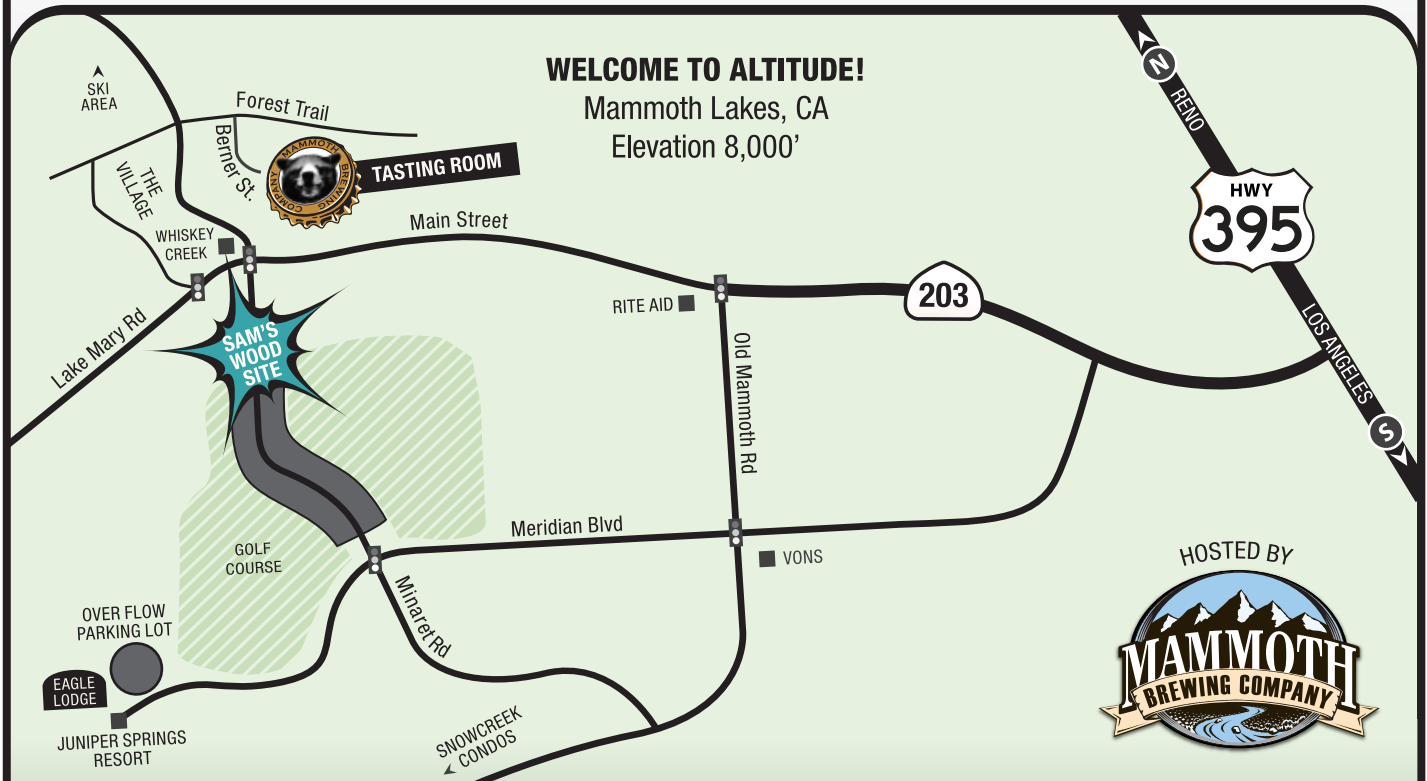 WELCOME TO ALTITUDE!
Mammoth Lakes, CA
Elevation 8,000’
N
RENO
SKI
AREA
Forest Trail
Berner St.
MAMMOTH
BREWING
COMPANY
TASTING ROOM
THE
VILLAGE
HWY
395
Main Street
WHISKEY
CREEK
RITE AID
203
LOS ANGELES
S
Lake Mary Rd
SAM’S
WOOD
SITE
Old Mammoth Rd
Meridian Blvd
VONS
GOLF
COURSE
Minaret Rd
OVER FLOW
PARKING LOT
EAGLE
LODGE
JUNIPER SPRINGS
RESORT
SNOWCREEK
CONDOS
HOSTED BY
MAMMOTH
BREWING COMPANY